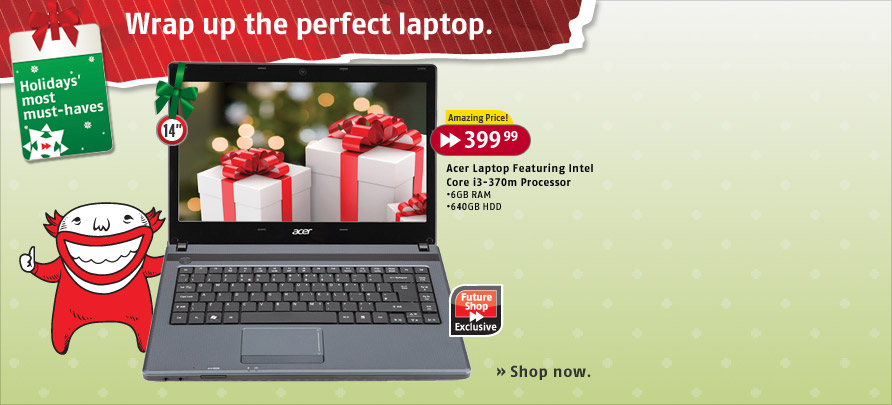 Wrap up the perfect laptop.
Holidays'
most
must-haves
14"
acer
Amazing Price!
399 99
Acer Laptop Featuring Intel
Core i3-370m Processor
•6GB RAM
•640GB HDD
Future
Shop
Exclusive
» Shop now.